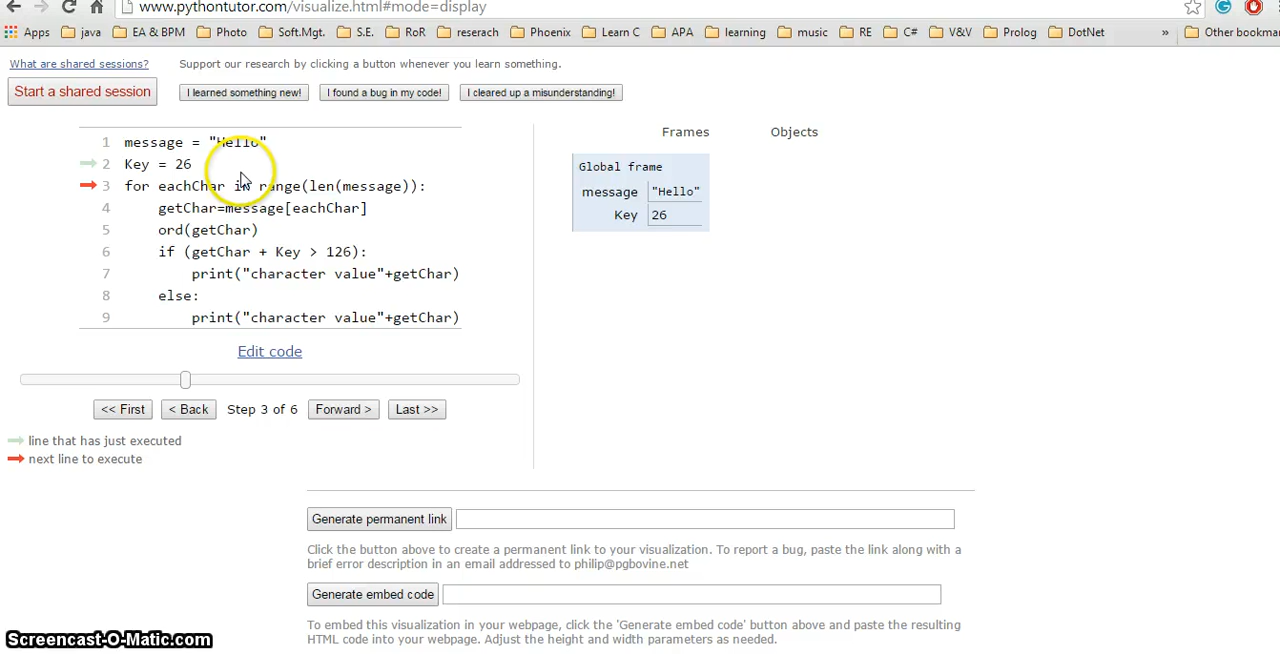 www.pythontutor.com/visualize.html#mode=display
Apps java EA & BPM Photo Soft.Mgt. S.E. RoR reserach Phoenix Learn C APA learning music RE C# V&V Prolog DotNet » Other bookmar
What are shared sessions? Support our research by clicking a button whenever you learn something.
Start a shared session I learned something new! I found a bug in my code! I cleared up a misunderstanding!
Frames Objects
1 message = "Hello"
2 Key = 26
3 for eachChar in range(len(message)):
4 getChar=message[eachChar]
5 ord(getChar)
6 if (getChar + Key > 126):
7 print("character value"+getChar)
8 else:
9 print("character value"+getChar)
Global frame
message "Hello"
Key 26
Edit code
<< First < Back Step 3 of 6 Forward > Last >>
line that has just executed
next line to execute
Generate permanent link
Click the button above to create a permanent link to your visualization. To report a bug, paste the link along with a
brief error description in an email addressed to philip@pgbovine.net
Generate embed code
To embed this visualization in your webpage, click the 'Generate embed code' button above and paste the resulting
HTML code into your webpage. Adjust the height and width parameters as needed.
Screencast-O-Matic.com